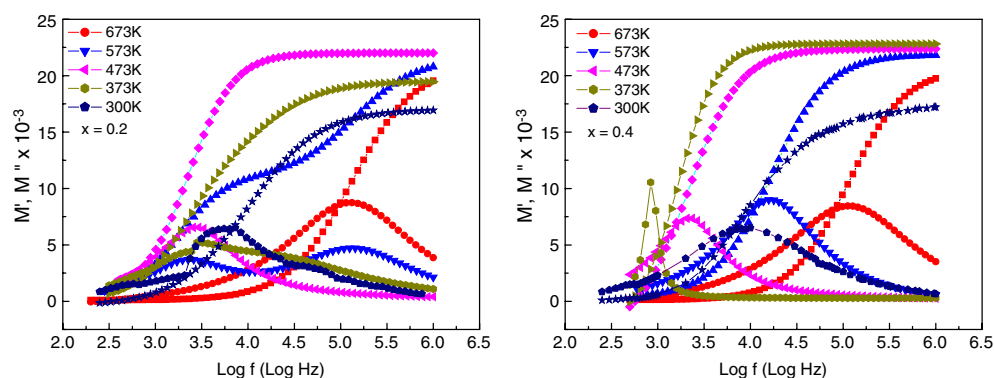 673K
573K
473K
373K
300K
x = 0.2
25
20
15
10
5
0
M', M'' x 10⁻³
2.0 2.5 3.0 3.5 4.0 4.5 5.0 5.5 6.0 6.5
Log f (Log Hz)
673K
573K
473K
373K
300K
x = 0.4
25
20
15
10
5
0
M', M'' x 10⁻³
2.0 2.5 3.0 3.5 4.0 4.5 5.0 5.5 6.0 6.5
Log f (Log Hz)